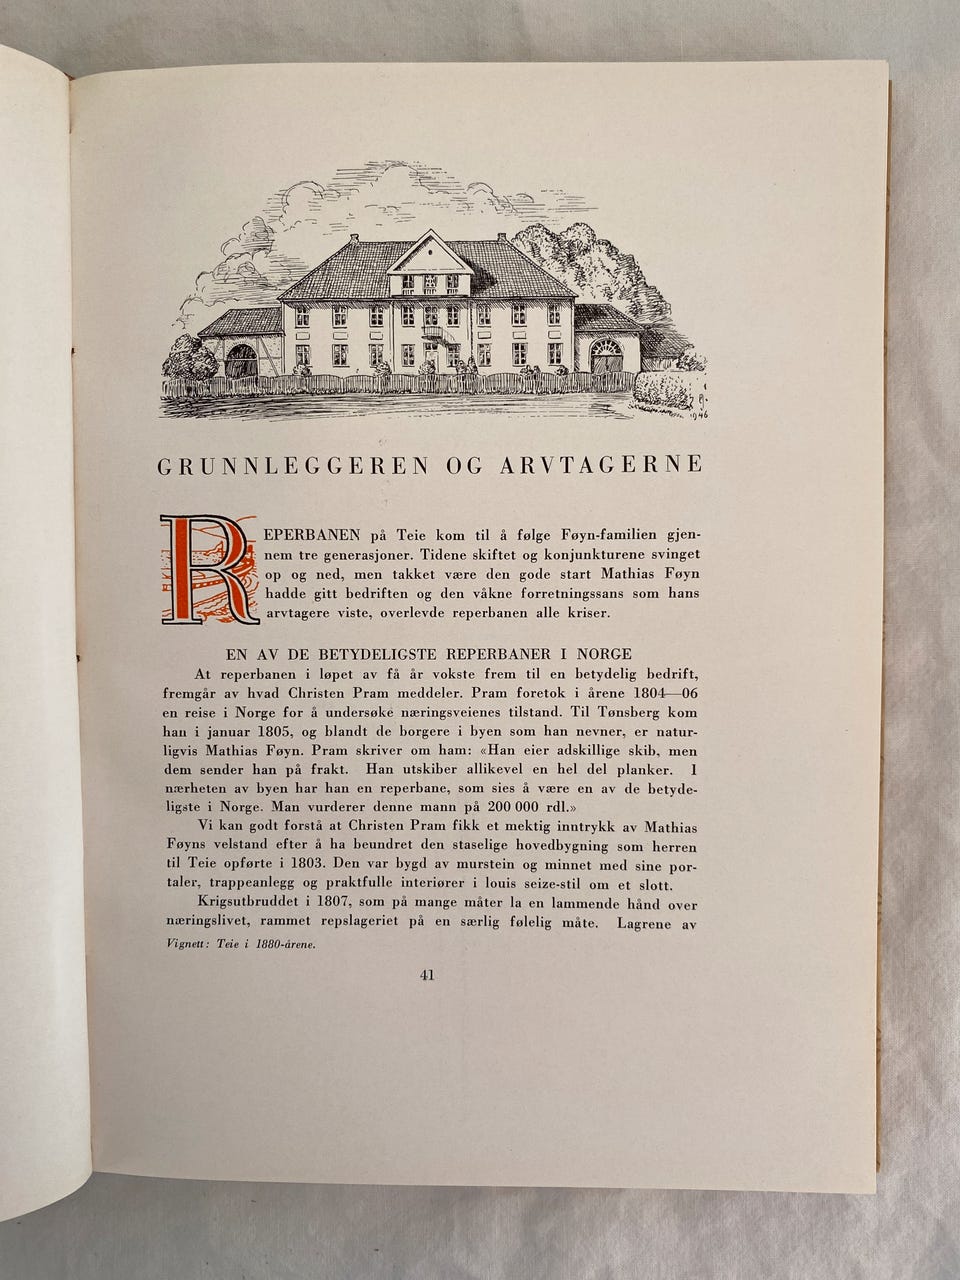 1946
GRUNNLEGGEREN OG ARVTAGERNE
REPERBANEN på Teie kom til å følge Føyn-familien gjen-
nem tre generasjoner. Tidene skiftet og konjunkturene svinget
op og ned, men takket være den gode start Mathias Føyn
hadde gitt bedriften og den våkne forretningssans som hans
arvtagere viste, overlevde reperbanen alle kriser.
EN AV DE BETYDELIGSTE REPERBANER I NORGE
At reperbanen i løpet av få år vokste frem til en betydelig bedrift,
fremgår av hvad Christen Pram meddeler. Pram foretok i årene 1804—06
en reise i Norge for å undersøke næringsveienes tilstand. Til Tønsberg kom
han i januar 1805, og blandt de borgere i byen som han nevner, er natur-
ligvis Mathias Føyn. Pram skriver om ham: «Han eier adskillige skib, men
dem sender han på frakt. Han utskiber allikevel en hel del planker. I
nærheten av byen har han en reperbane, som sies å være en av de betyde-
ligste i Norge. Man vurderer denne mann på 200 000 rdl.»
Vi kan godt forstå at Christen Pram fikk et mektig inntrykk av Mathias
Føyns velstand efter å ha beundret den staselige hovedbygning som herren
til Teie opførte i 1803. Den var bygd av murstein og minnet med sine por-
taler, trappeanlegg og praktfulle interiører i louis seize-stil om et slott.
Krigsutbruddet i 1807, som på mange måter la en lammende hånd over
næringslivet, rammet repslageriet på en særlig følelig måte. Lagrene av
Vignett: Teie i 1880-årene.
41